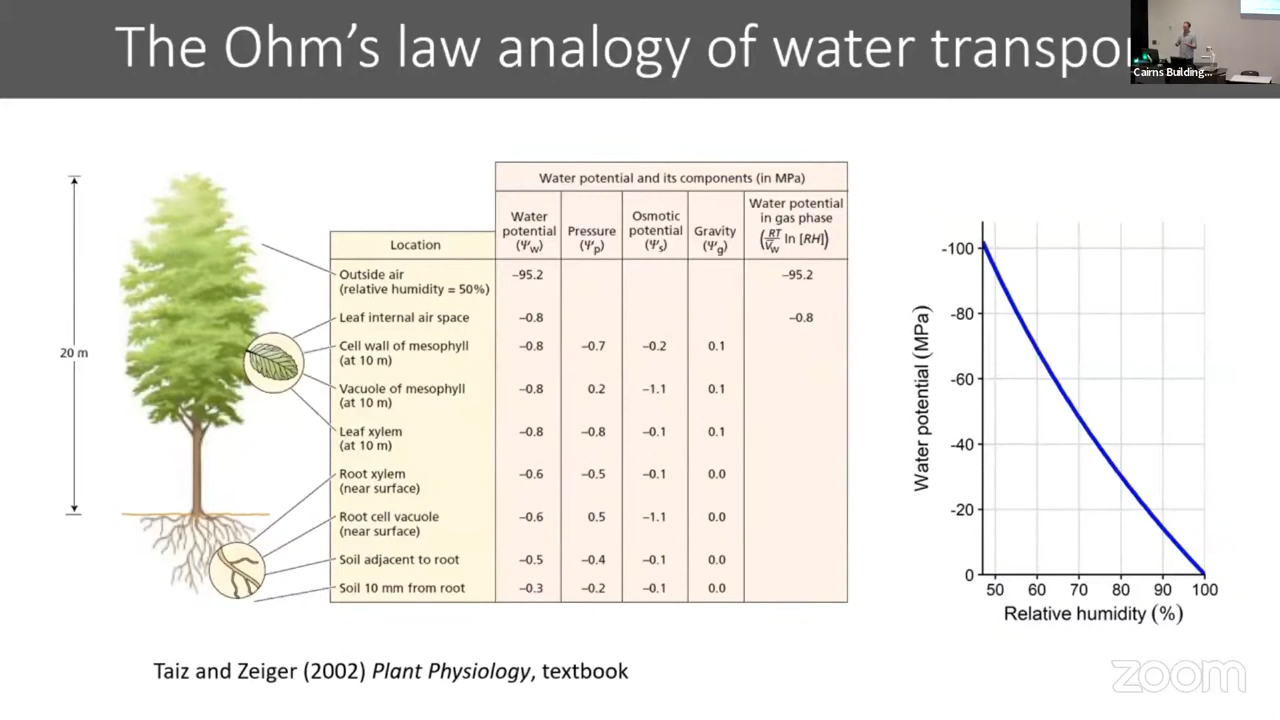 The Ohm's law analogy of water transpor
Cairns Building...
20 m
Water potential and its components (in MPa)
Location
Water potential (Ψw)
Pressure (Ψp)
Osmotic potential (Ψs)
Gravity (Ψg)
Water potential in gas phase (RT/V̄w ln [RH])
Outside air (relative humidity = 50%) −95.2 −95.2
Leaf internal air space −0.8 −0.8
Cell wall of mesophyll (at 10 m) −0.8 −0.7 −0.2 0.1
Vacuole of mesophyll (at 10 m) −0.8 0.2 −1.1 0.1
Leaf xylem (at 10 m) −0.8 −0.8 −0.1 0.1
Root xylem (near surface) −0.6 −0.5 −0.1 0.0
Root cell vacuole (near surface) −0.6 0.5 −1.1 0.0
Soil adjacent to root −0.5 −0.4 −0.1 0.0
Soil 10 mm from root −0.3 −0.2 −0.1 0.0
Water potential (MPa)
-100
-80
-60
-40
-20
0
50 60 70 80 90 100
Relative humidity (%)
Taiz and Zeiger (2002) Plant Physiology, textbook
zoom